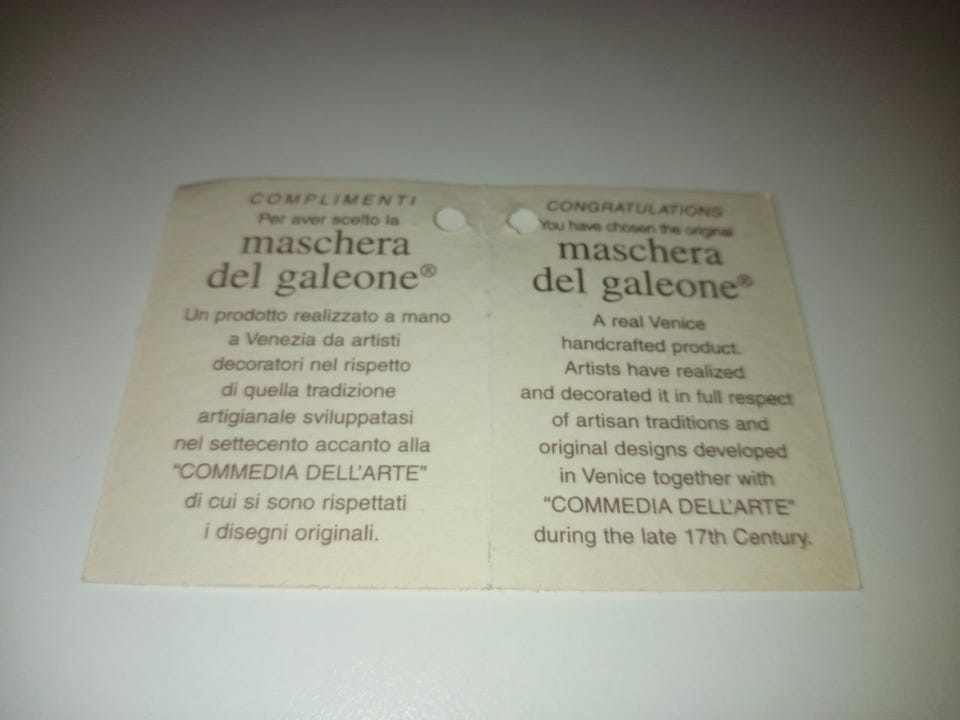 COMPLIMENTI
Per aver scelto la
maschera
del galeone®
Un prodotto realizzato a mano
a Venezia da artisti
decoratori nel rispetto
di quella tradizione
artigianale sviluppatasi
nel settecento accanto alla
"COMMEDIA DELL'ARTE"
di cui si sono rispettati
i disegni originali.
CONGRATULATIONS
You have chosen the original
maschera
del galeone®
A real Venice
handcrafted product.
Artists have realized
and decorated it in full respect
of artisan traditions and
original designs developed
in Venice together with
"COMMEDIA DELL'ARTE"
during the late 17th Century.